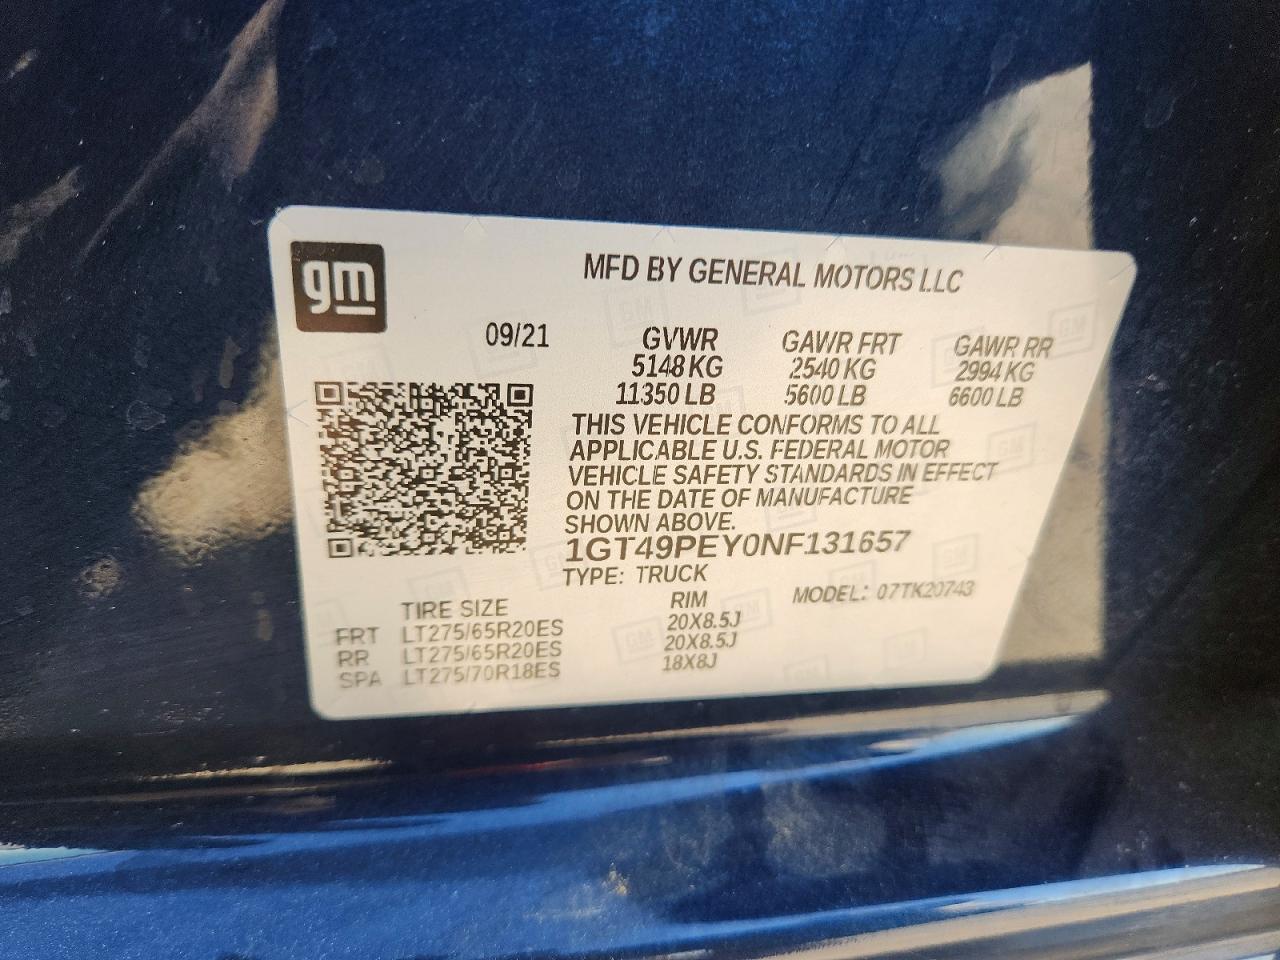 gm
MFD BY GENERAL MOTORS LLC
09/21 GVWR GAWR FRT GAWR RR
5148 KG 2540 KG 2994 KG
11350 LB 5600 LB 6600 LB
THIS VEHICLE CONFORMS TO ALL
APPLICABLE U.S. FEDERAL MOTOR
VEHICLE SAFETY STANDARDS IN EFFECT
ON THE DATE OF MANUFACTURE
SHOWN ABOVE.
1GT49PEY0NF131657
TYPE: TRUCK MODEL: 07TK20743
TIRE SIZE RIM
FRT LT275/65R20ES 20X8.5J
RR LT275/65R20ES 20X8.5J
SPA LT275/70R18ES 18X8J